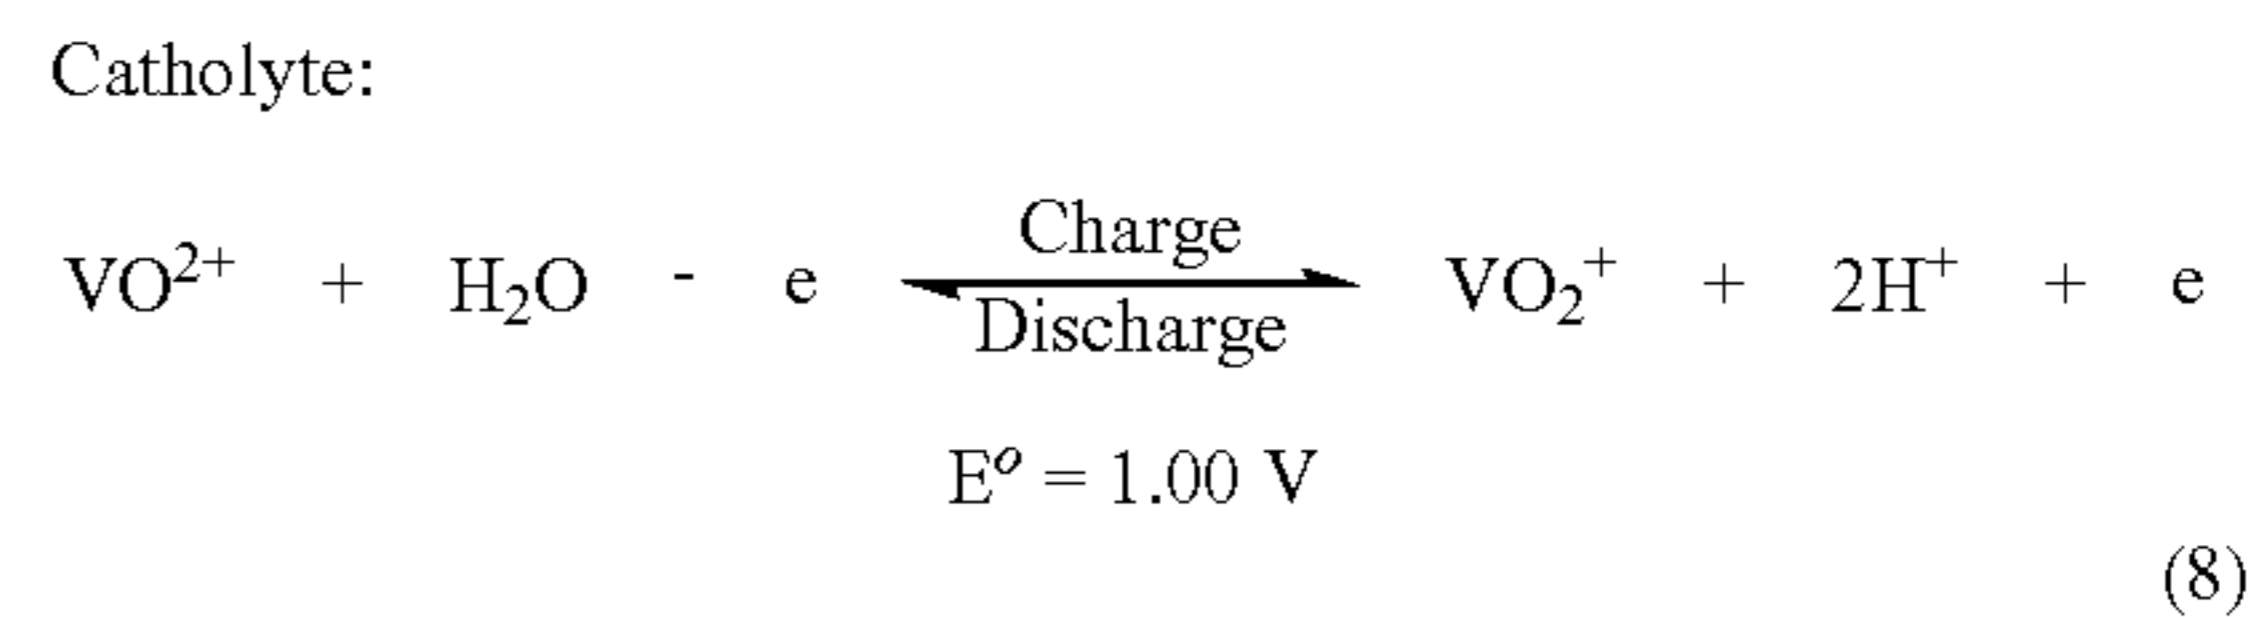 Catholyte:
Charge
VO²⁺ + H₂O - e ⇌ VO₂⁺ + 2H⁺ + e
Discharge
Eᵒ = 1.00 V
(8)